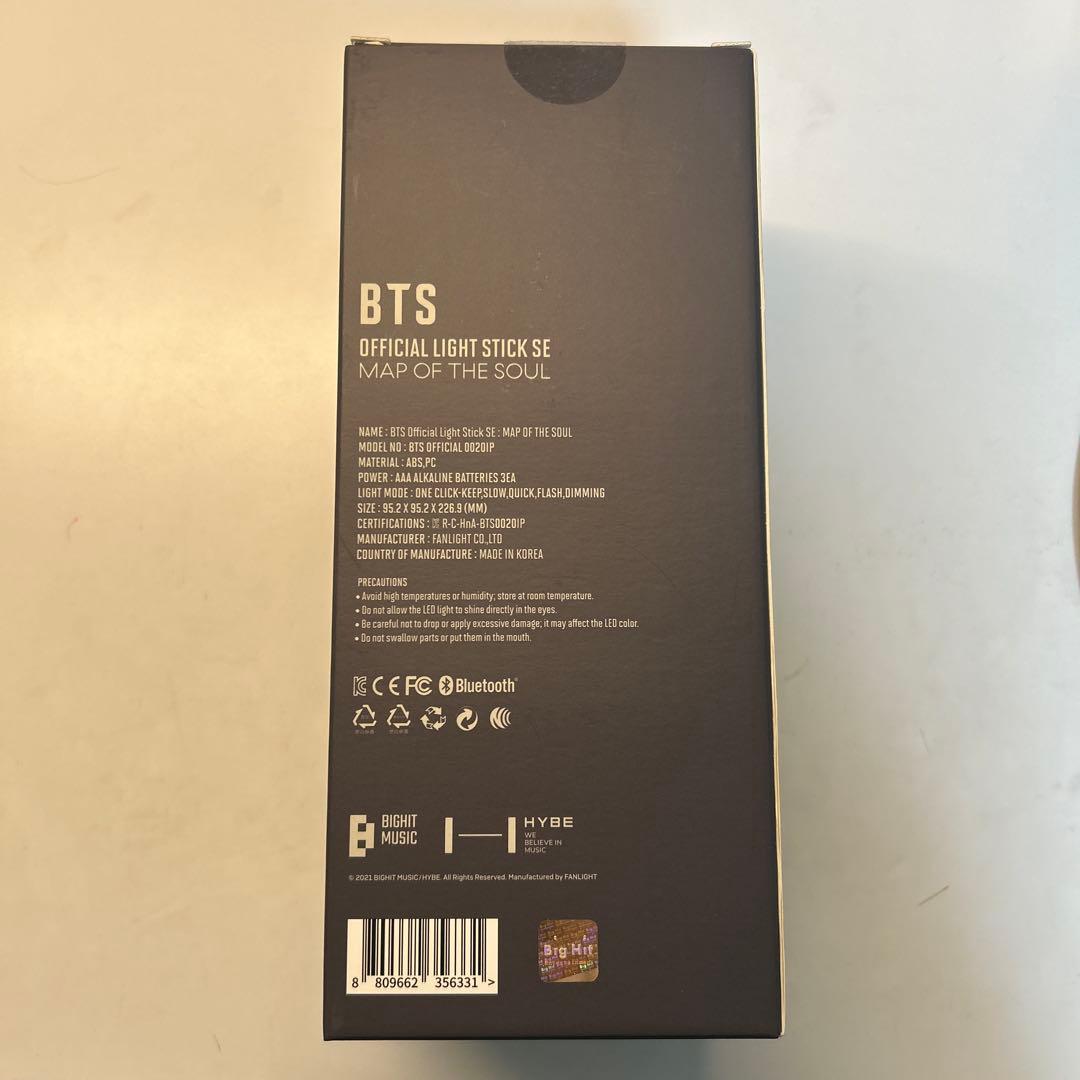 BTS
OFFICIAL LIGHT STICK SE
MAP OF THE SOUL
NAME : BTS Official Light Stick SE : MAP OF THE SOUL
MODEL NO : BTS OFFICIAL 0020IP
MATERIAL : ABS,PC
POWER : AAA ALKALINE BATTERIES 3EA
LIGHT MODE : ONE CLICK-KEEP,SLOW,QUICK,FLASH,DIMMING
SIZE : 95.2 X 95.2 X 226.9 (MM)
CERTIFICATIONS : R-C-HnA-BTS0020IP
MANUFACTURER : FANLIGHT CO.,LTD
COUNTRY OF MANUFACTURE : MADE IN KOREA
PRECAUTIONS
• Avoid high temperatures or humidity; store at room temperature.
• Do not allow the LED light to shine directly in the eyes.
• Be careful not to drop or apply excessive damage; it may affect the LED color.
• Do not swallow parts or put them in the mouth.
CE FC Bluetooth®
BIGHIT
MUSIC
HYBE
WE
BELIEVE IN
MUSIC
© 2021 BIGHIT MUSIC/HYBE. All Rights Reserved. Manufactured by FANLIGHT
8 809662 356331 >
Big Hit